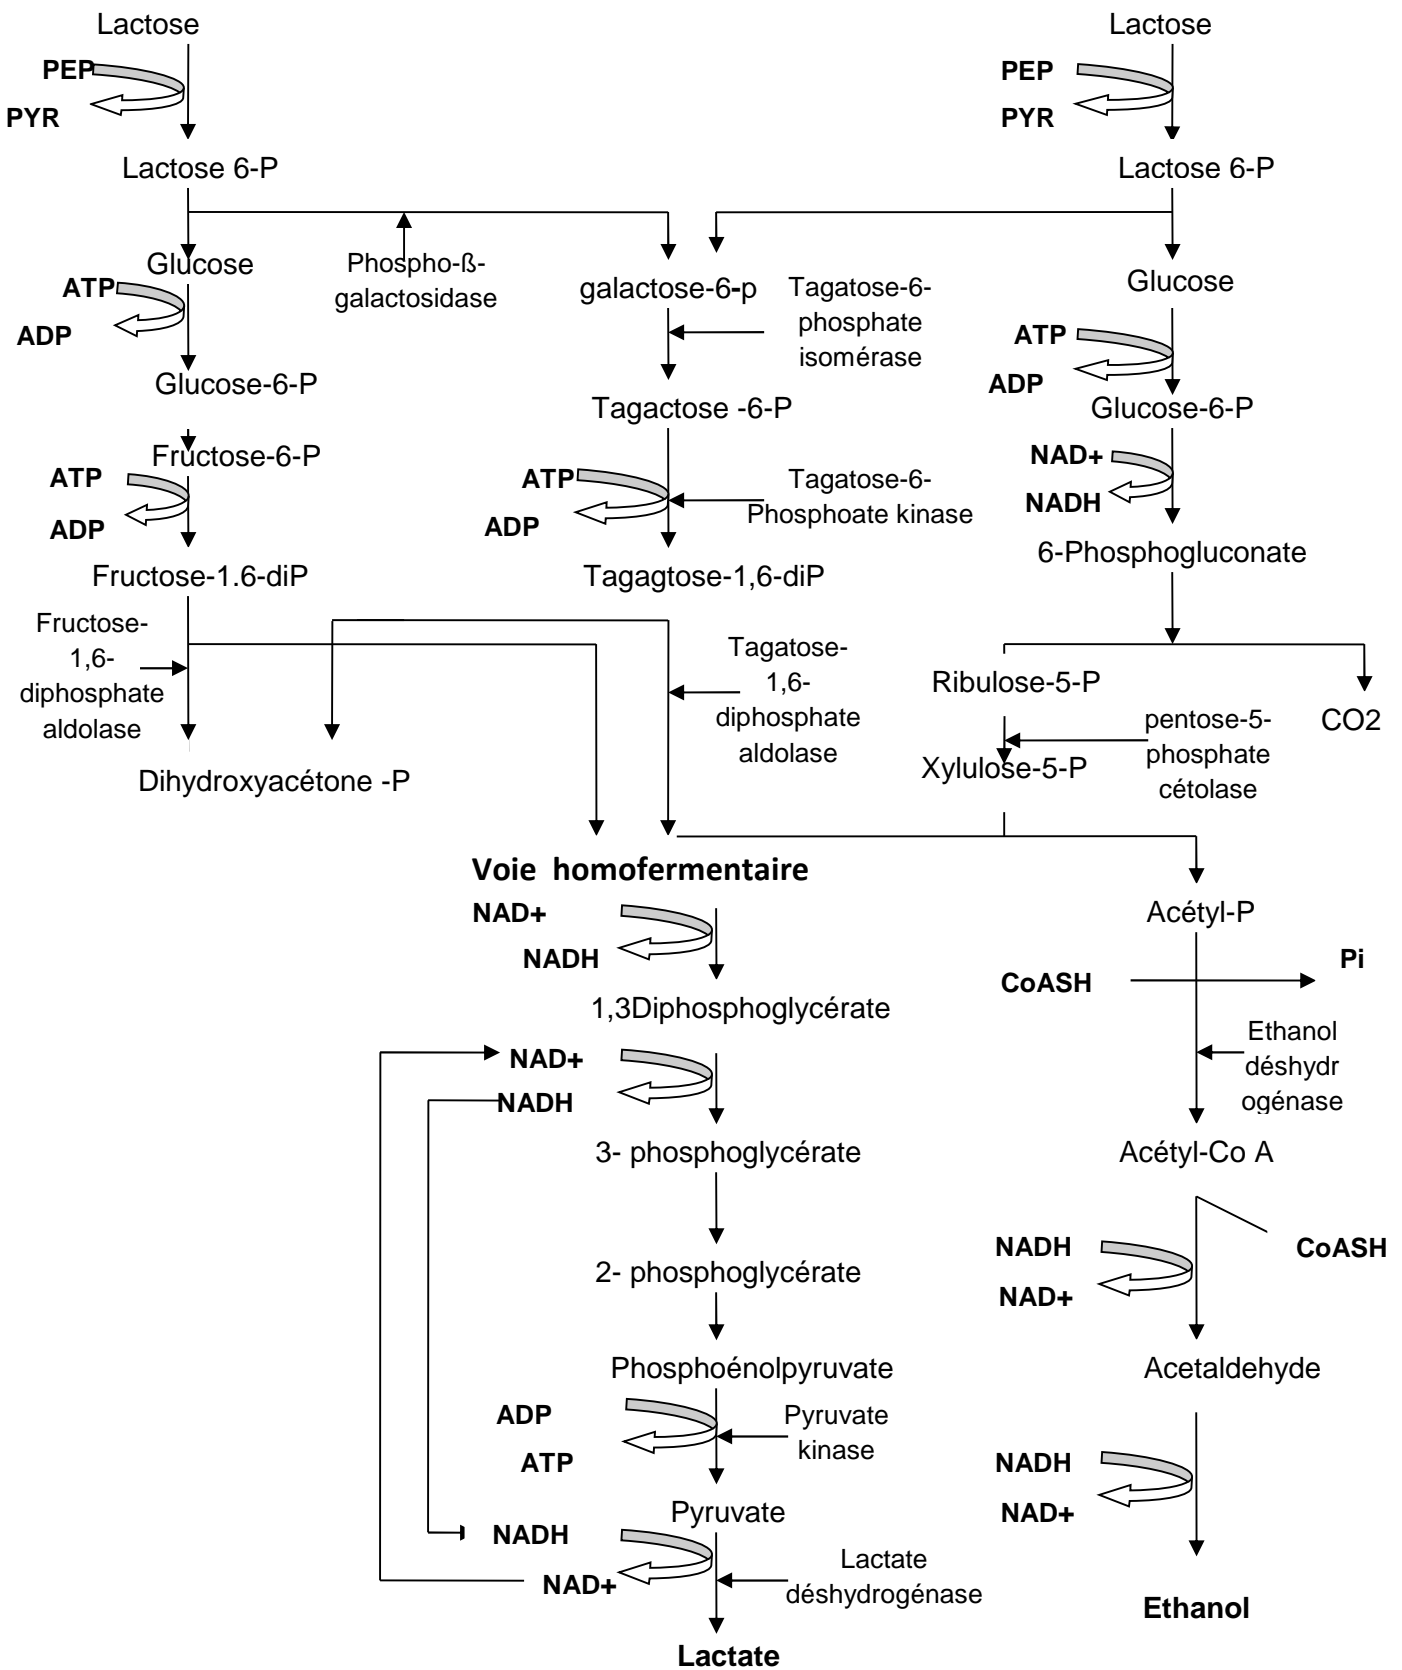 Lactose
Lactose
PEP
PEP
PYR
PYR
Lactose 6-P
Lactose 6-P
Glucose
Phospho-ß-
galactosidase
galactose-6-p
Tagatose-6-
phosphate
isomérase
Glucose
ATP
ADP
ATP
ADP
Glucose-6-P
Tagactose -6-P
Glucose-6-P
Fructose-6-P
NAD+
NADH
ATP
ADP
ATP
ADP
Tagatose-6-
Phosphoate kinase
6-Phosphogluconate
Fructose-1.6-diP
Tagagtose-1,6-diP
Fructose-
1,6-
diphosphate
aldolase
Tagatose-
1,6-
diphosphate
aldolase
Ribulose-5-P
CO2
pentose-5-
phosphate
cétolase
Xylulose-5-P
Dihydroxyacétone -P
Voie homofermentaire
NAD+
NADH
Acétyl-P
CoASH
Pi
1,3Diphosphoglycérate
Ethanol
déshydr
ogénase
NAD+
NADH
3- phosphoglycérate
Acétyl-Co A
2- phosphoglycérate
NADH
NAD+
CoASH
Phosphoénolpyruvate
Acetaldehyde
ADP
ATP
Pyruvate
kinase
NADH
NAD+
Pyruvate
NADH
NAD+
Lactate
déshydrogénase
Ethanol
Lactate